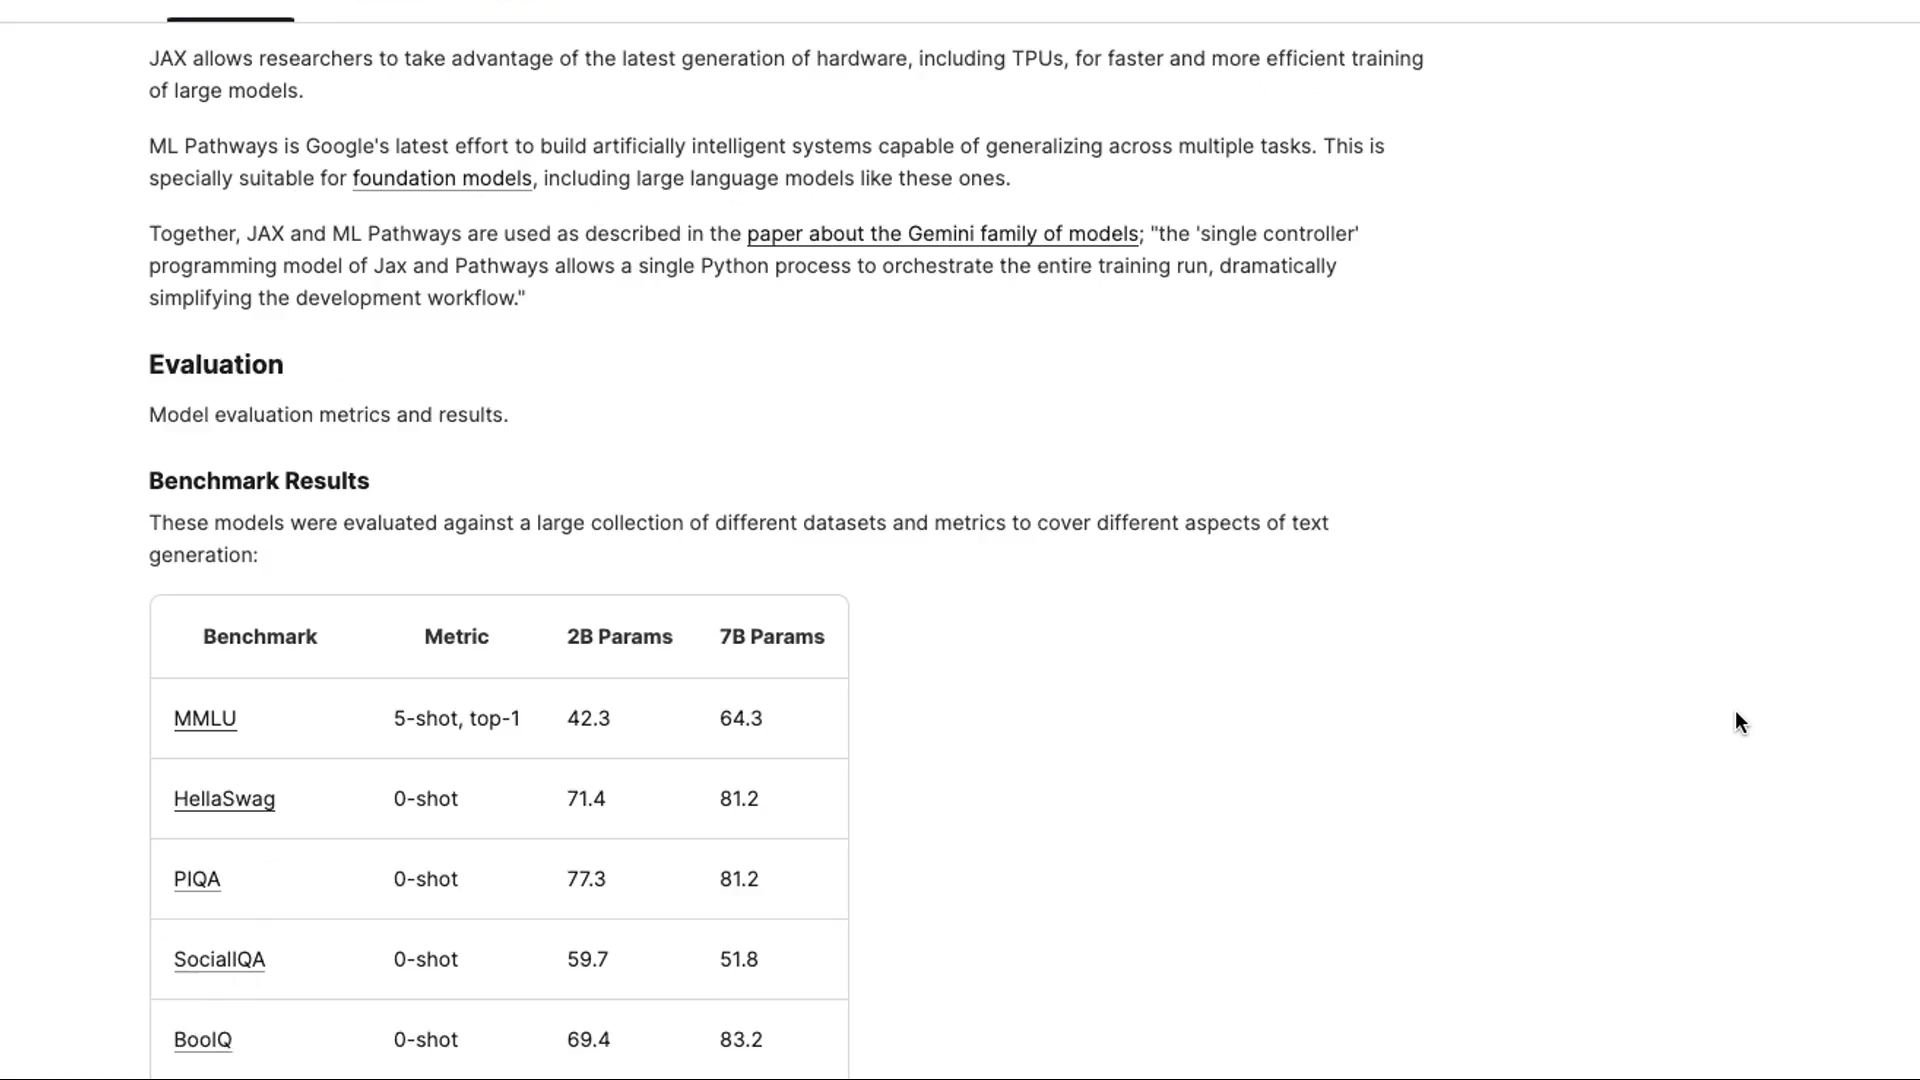 JAX allows researchers to take advantage of the latest generation of hardware, including TPUs, for faster and more efficient training
of large models.
ML Pathways is Google's latest effort to build artificially intelligent systems capable of generalizing across multiple tasks. This is
specially suitable for foundation models, including large language models like these ones.
Together, JAX and ML Pathways are used as described in the paper about the Gemini family of models; "the 'single controller'
programming model of Jax and Pathways allows a single Python process to orchestrate the entire training run, dramatically
simplifying the development workflow."
Evaluation
Model evaluation metrics and results.
Benchmark Results
These models were evaluated against a large collection of different datasets and metrics to cover different aspects of text
generation:
Benchmark Metric 2B Params 7B Params
MMLU 5-shot, top-1 42.3 64.3
HellaSwag 0-shot 71.4 81.2
PIQA 0-shot 77.3 81.2
SocialIQA 0-shot 59.7 51.8
BoolQ 0-shot 69.4 83.2